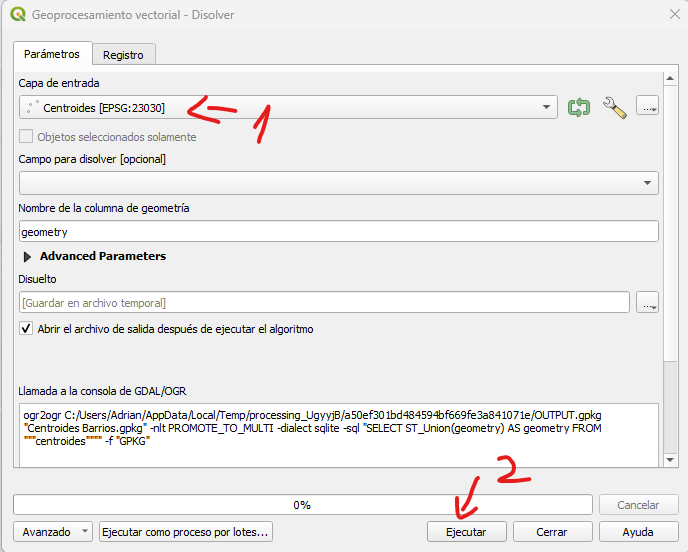 Geoprocesamiento vectorial - Disolver
Parámetros
Registro
Capa de entrada
Centroides [EPSG:23030]
1
...
Objetos seleccionados solamente
Campo para disolver [opcional]
Nombre de la columna de geometría
geometry
Advanced Parameters
Disuelto
[Guardar en archivo temporal]
...
Abrir el archivo de salida después de ejecutar el algoritmo
Llamada a la consola de GDAL/OGR
ogr2ogr C:/Users/Adrian/AppData/Local/Temp/processing_UgyyjB/a50ef301bd484594bf669fe3a841071e/OUTPUT.gpkg
"Centroides Barrios.gpkg" -nlt PROMOTE_TO_MULTI -dialect sqlite -sql "SELECT ST_Union(geometry) AS geometry FROM
"""centroides"""" -f "GPKG"
2
0%
Cancelar
Avanzado
Ejecutar como proceso por lotes...
Ejecutar
Cerrar
Ayuda